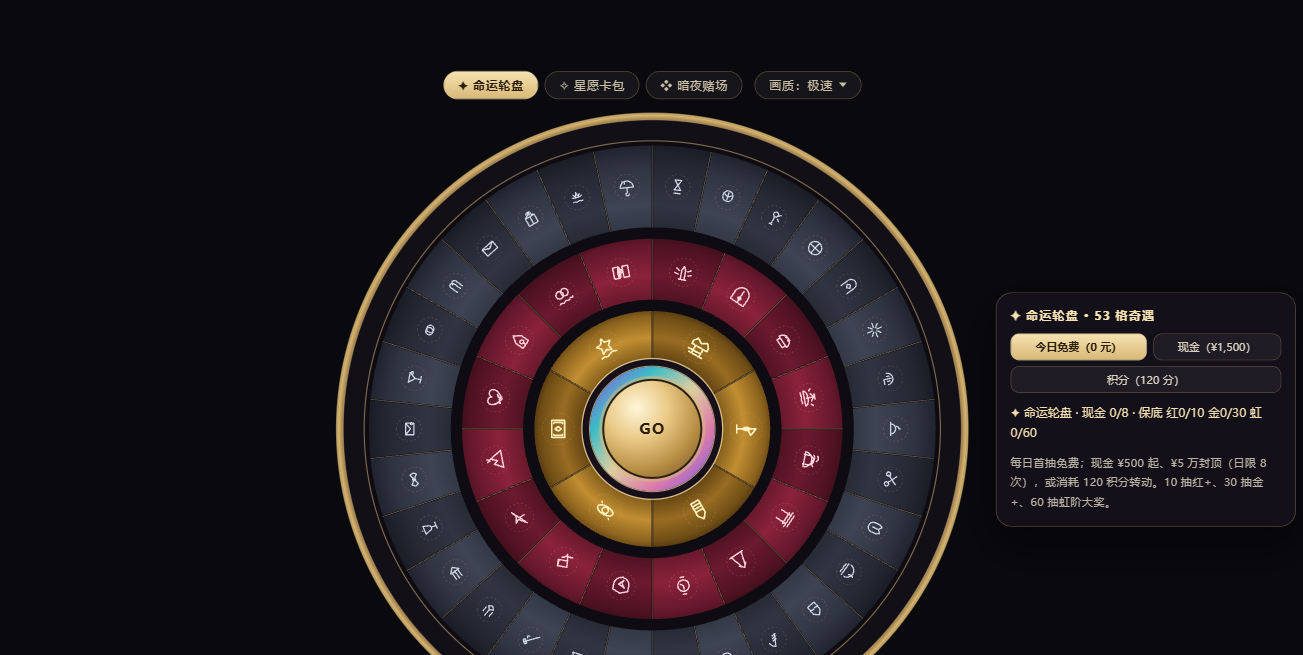 ✦ 命运轮盘
✧ 星愿卡包
❖ 暗夜赌场
画质：极速
GO
✦ 命运轮盘 • 53 格奇遇
今日免费（0 元）
现金（¥1,500）
积分（120 分）
✦ 命运轮盘 · 现金 0/8 · 保底 红0/10 金0/30 虹
0/60
每日首抽免费；现金 ¥500 起、¥5 万封顶（日限 8
次），或消耗 120 积分转动。10 抽红+、30 抽金
+、60 抽虹阶大奖。